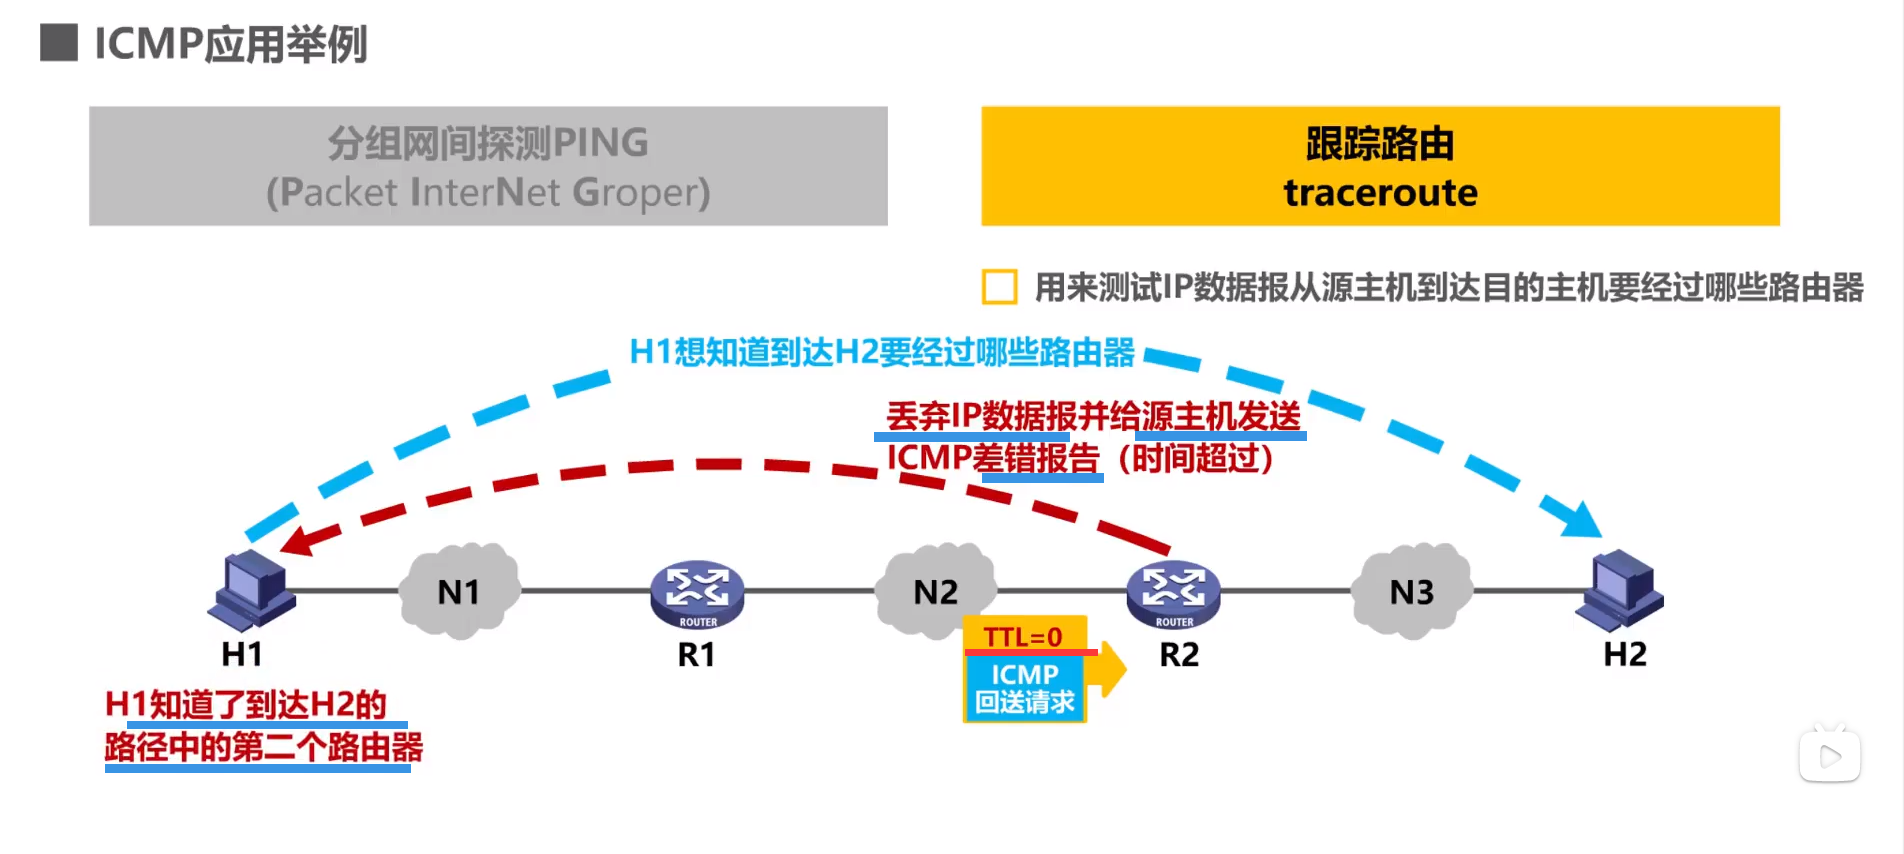 ICMP应用举例
分组网间探测PING
(Packet InterNet Groper)
跟踪路由
traceroute
用来测试IP数据报从源主机到达目的主机要经过哪些路由器
H1想知道到达H2要经过哪些路由器
丢弃IP数据报并给源主机发送
ICMP差错报告（时间超过）
N1
N2
N3
ROUTER
ROUTER
H1
R1
R2
H2
TTL=0
ICMP
回送请求
H1知道了到达H2的
路径中的第二个路由器